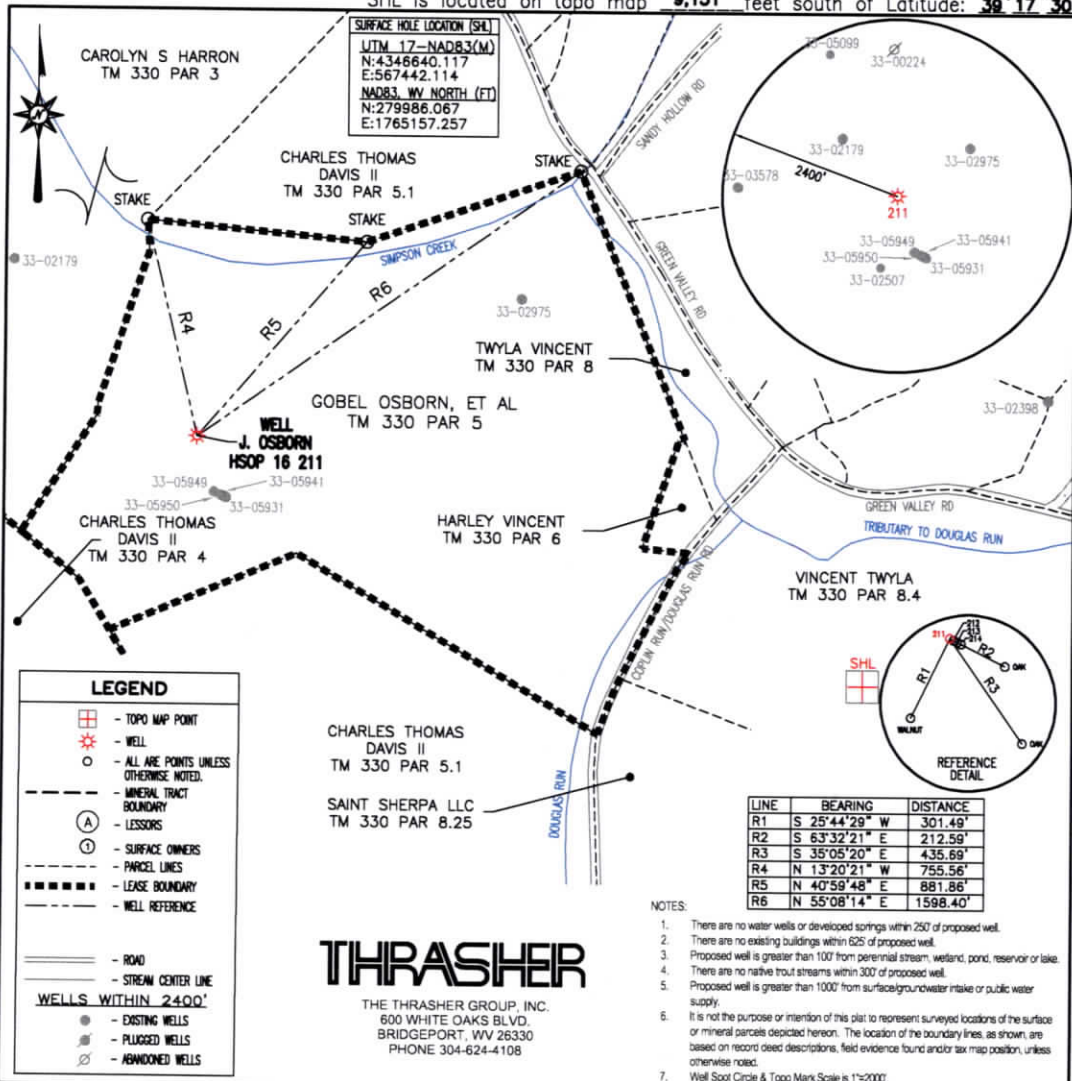 SHL is located on topo map 9,151 feet south of Latitude: 39 17 30
SURFACE HOLE LOCATION (SHL)
UTM 17-NAD83(M)
N:4346640.117
E:567442.114
NAD83, WV NORTH (FT)
N:279986.067
E:1765157.257
CAROLYN S HARRON
TM 330 PAR 3
N
CHARLES THOMAS
DAVIS II
TM 330 PAR 5.1
STAKE
STAKE
STAKE
SIMPSON CREEK
SANDY HOLLOW RD
GREEN VALLEY RD
33-02179
33-02975
R4
R5
R6
TWYLA VINCENT
TM 330 PAR 8
GOBEL OSBORN, ET AL
TM 330 PAR 5
WELL
J. OSBORN
HSOP 16 211
33-05949
33-05941
33-05950
33-05931
CHARLES THOMAS
DAVIS II
TM 330 PAR 4
HARLEY VINCENT
TM 330 PAR 6
COPLIN RUN/DOUGLAS RUN RD
33-05099
33-00224
33-02179
33-02975
33-03578
2400'
211
33-05949
33-05941
33-05950
33-05931
33-02507
33-02398
GREEN VALLEY RD
TRIBUTARY TO DOUGLAS RUN
VINCENT TWYLA
TM 330 PAR 8.4
SHL
211
212
213
214
R1
R2
R3
OAK
OAK
WALNUT
REFERENCE
DETAIL
CHARLES THOMAS
DAVIS II
TM 330 PAR 5.1
SAINT SHERPA LLC
TM 330 PAR 8.25
DOUGLAS RUN
LEGEND
- TOPO MAP POINT
- WELL
- ALL ARE POINTS UNLESS
OTHERWISE NOTED.
- MINERAL TRACT
BOUNDARY
A - LESSORS
1 - SURFACE OWNERS
- PARCEL LINES
- LEASE BOUNDARY
- WELL REFERENCE
- ROAD
- STREAM CENTER LINE
WELLS WITHIN 2400'
- EXISTING WELLS
- PLUGGED WELLS
- ABANDONED WELLS
LINE BEARING DISTANCE
R1 S 25°44'29" W 301.49'
R2 S 63°32'21" E 212.59'
R3 S 35°05'20" E 435.69'
R4 N 13°20'21" W 755.56'
R5 N 40°59'48" E 881.86'
R6 N 55°08'14" E 1598.40'
THRASHER
THE THRASHER GROUP, INC.
600 WHITE OAKS BLVD.
BRIDGEPORT, WV 26330
PHONE 304-624-4108
NOTES:
1. There are no water wells or developed springs within 250' of proposed well.
2. There are no existing buildings within 625' of proposed well.
3. Proposed well is greater than 100' from perennial stream, wetland, pond, reservoir or lake.
4. There are no native trout streams within 300' of proposed well.
5. Proposed well is greater than 1000' from surface/groundwater intake or public water
supply.
6. It is not the purpose or intention of this plat to represent surveyed locations of the surface
or mineral parcels depicted hereon. The location of the boundary lines, as shown, are
based on record deed descriptions, field evidence found and/or tax map position, unless
otherwise noted.
7. Well Spot Circle & Topo Mark Scale is 1"=2000'